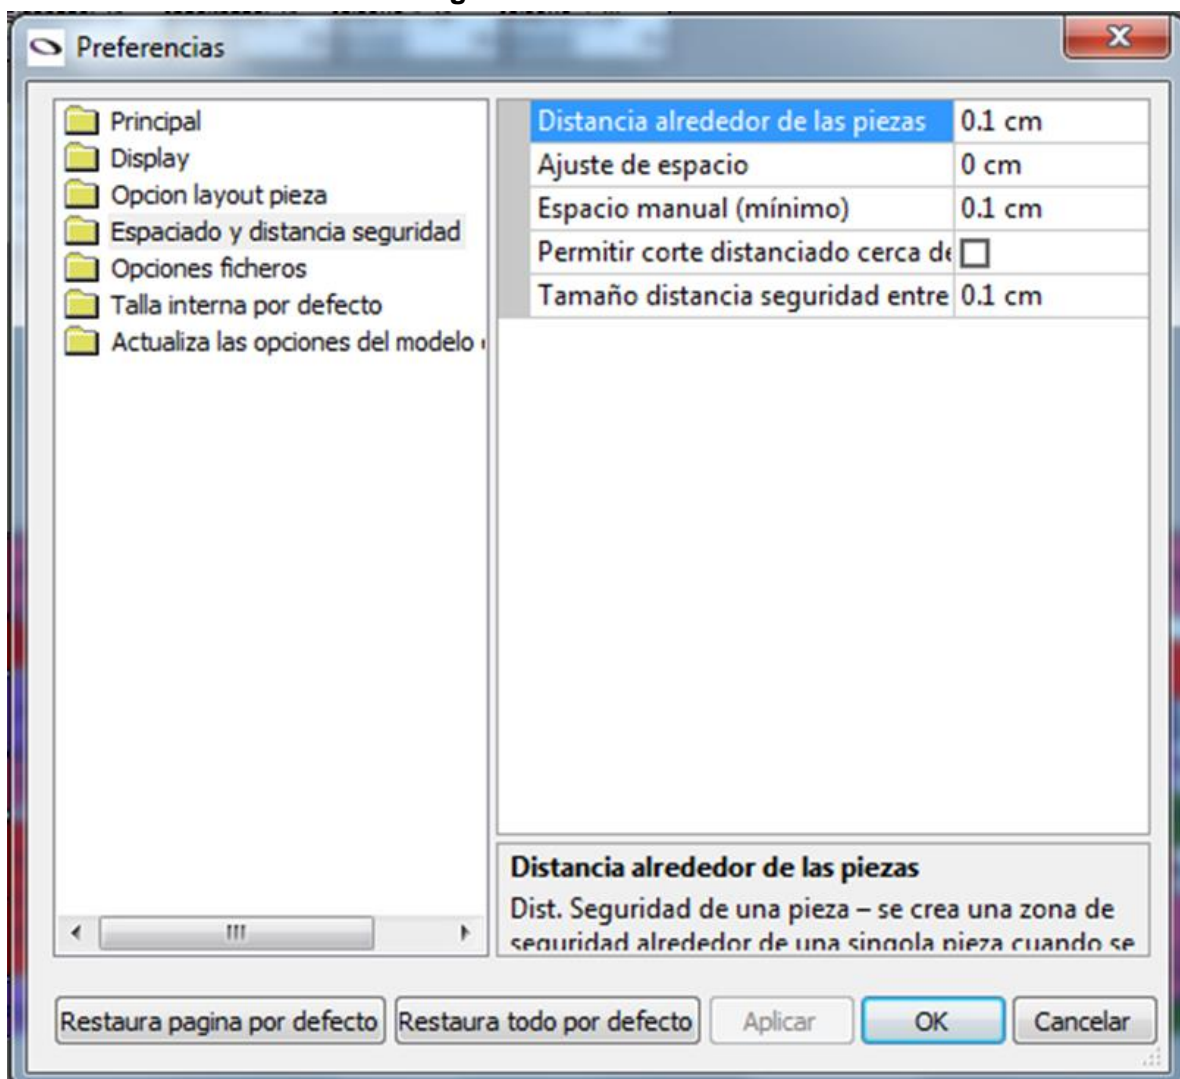 Preferencias
Principal
Display
Opcion layout pieza
Espaciado y distancia seguridad
Opciones ficheros
Talla interna por defecto
Actualiza las opciones del modelo
Distancia alrededor de las piezas 0.1 cm
Ajuste de espacio 0 cm
Espacio manual (mínimo) 0.1 cm
Permitir corte distanciado cerca de
Tamaño distancia seguridad entre 0.1 cm
Distancia alrededor de las piezas
Dist. Seguridad de una pieza – se crea una zona de
seguridad alrededor de una singola pieza cuando se
Restaura pagina por defecto Restaura todo por defecto Aplicar OK Cancelar